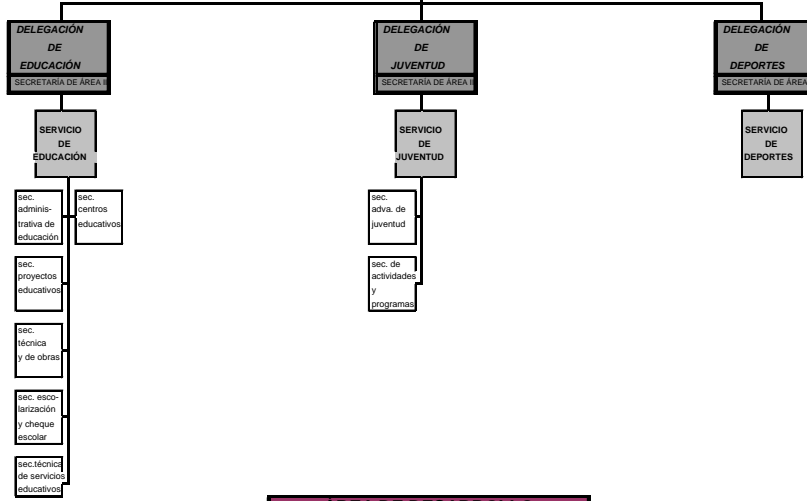 DELEGACIÓN
DE
EDUCACIÓN
SECRETARÍA DE ÁREA II
SERVICIO
DE
EDUCACIÓN
sec.
adminis-
trativa de
educación
sec.
centros
educativos
sec.
proyectos
educativos
sec.
técnica
y de obras
sec. esco-
larización
y cheque
escolar
sec.técnica
de servicios
educativos
DELEGACIÓN
DE
JUVENTUD
SECRETARÍA DE ÁREA II
SERVICIO
DE
JUVENTUD
sec.
adva. de
juventud
sec. de
actividades
y
programas
DELEGACIÓN
DE
DEPORTES
SECRETARÍA DE ÁREA
SERVICIO
DE
DEPORTES